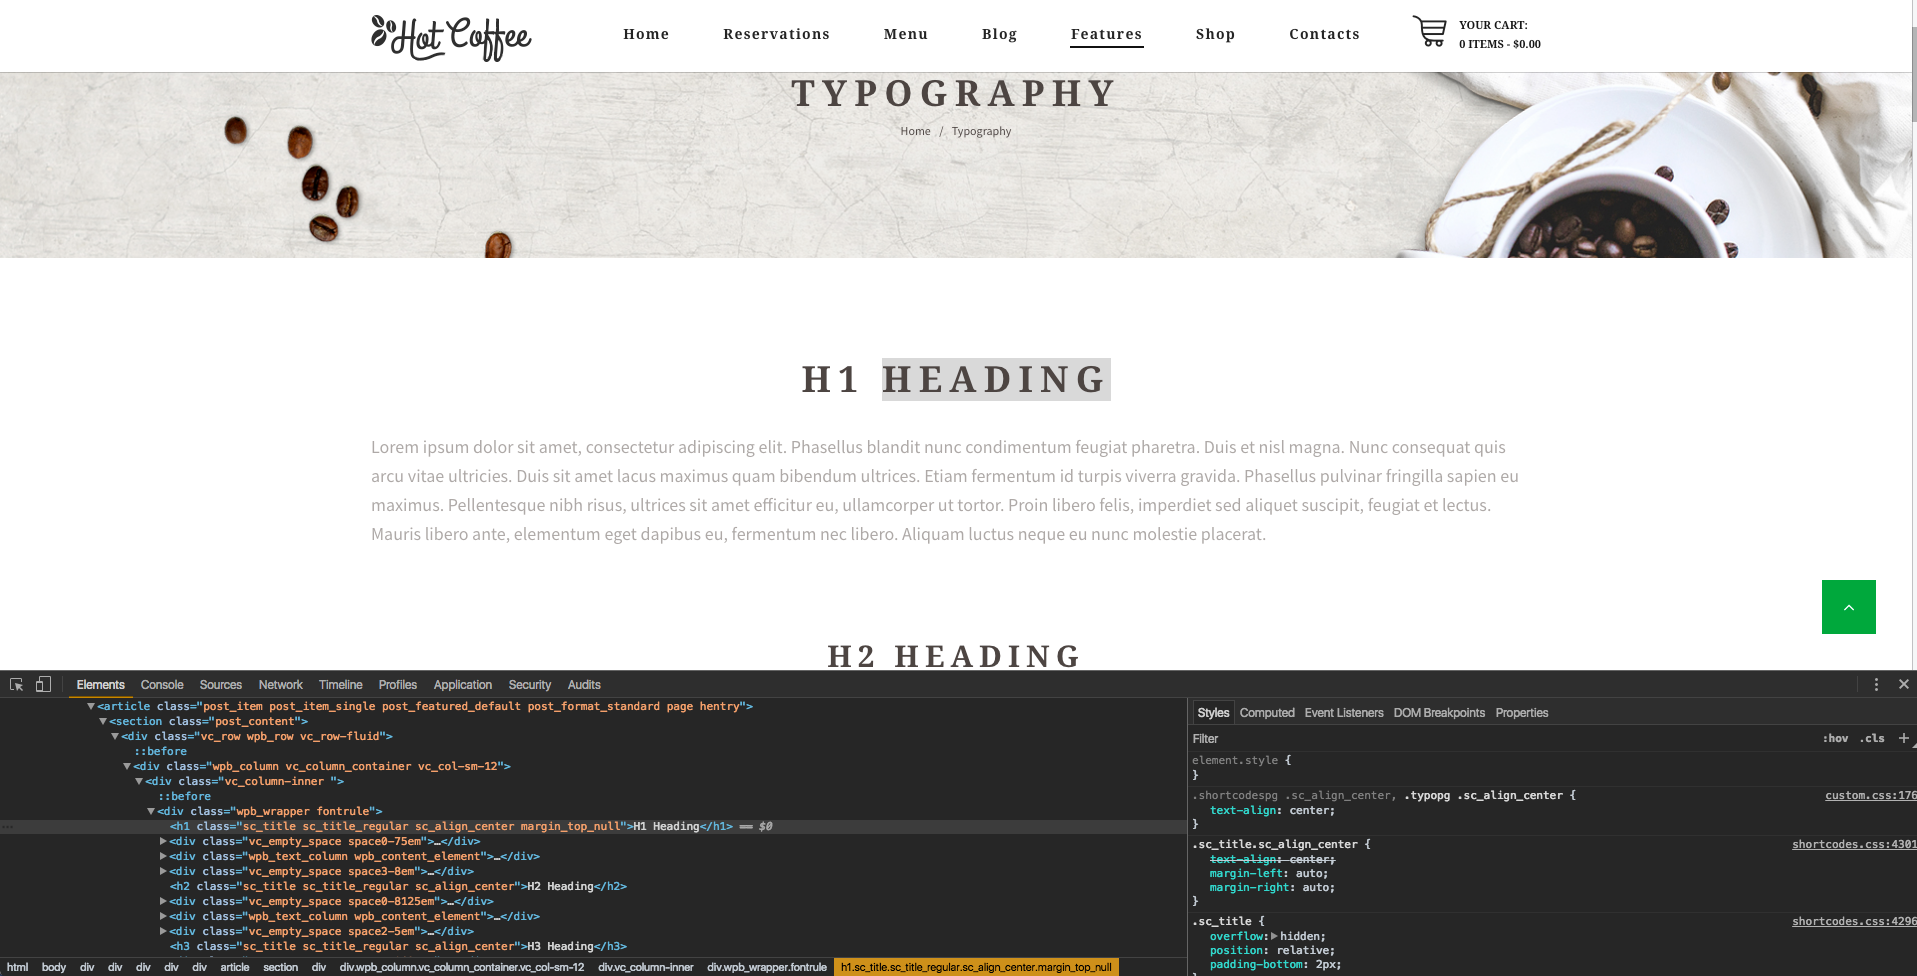 Hot Coffee
Home Reservations Menu Blog Features Shop Contacts
YOUR CART:
0 ITEMS - $0.00
TYPOGRAPHY
Home / Typography
H1 HEADING
Lorem ipsum dolor sit amet, consectetur adipiscing elit. Phasellus blandit nunc condimentum feugiat pharetra. Duis et nisl magna. Nunc consequat quis
arcu vitae ultricies. Duis sit amet lacus maximus quam bibendum ultrices. Etiam fermentum id turpis viverra gravida. Phasellus pulvinar fringilla sapien eu
maximus. Pellentesque nibh risus, ultrices sit amet efficitur eu, ullamcorper ut tortor. Proin libero felis, imperdiet sed aliquet suscipit, feugiat et lectus.
Mauris libero ante, elementum eget dapibus eu, fermentum nec libero. Aliquam luctus neque eu nunc molestie placerat.
H2 HEADING
Elements Console Sources Network Timeline Profiles Application Security Audits
<article class="post_item post_item_single post_featured_default post_format_standard page hentry">
<section class="post_content">
<div class="vc_row wpb_row vc_row-fluid">
::before
<div class="wpb_column vc_column_container vc_col-sm-12">
<div class="vc_column-inner ">
::before
<div class="wpb_wrapper fontrule">
<h1 class="sc_title sc_title_regular sc_align_center margin_top_null">H1 Heading</h1> == $0
<div class="vc_empty_space space0-75em">…</div>
<div class="wpb_text_column wpb_content_element">…</div>
<div class="vc_empty_space space3-8em">…</div>
<h2 class="sc_title sc_title_regular sc_align_center">H2 Heading</h2>
<div class="vc_empty_space space0-8125em">…</div>
<div class="wpb_text_column wpb_content_element">…</div>
<div class="vc_empty_space space2-5em">…</div>
<h3 class="sc_title sc_title_regular sc_align_center">H3 Heading</h3>
html body div div div div div article section div div.wpb_column.vc_column_container.vc_col-sm-12 div.vc_column-inner div.wpb_wrapper.fontrule h1.sc_title.sc_title_regular.sc_align_center.margin_top_null
Styles Computed Event Listeners DOM Breakpoints Properties
Filter :hov .cls +
element.style {
}
.shortcodespg .sc_align_center, .typopg .sc_align_center { custom.css:176
text-align: center;
}
.sc_title.sc_align_center { shortcodes.css:4301
text-align: center;
margin-left: auto;
margin-right: auto;
}
.sc_title { shortcodes.css:4296
overflow: hidden;
position: relative;
padding-bottom: 2px;